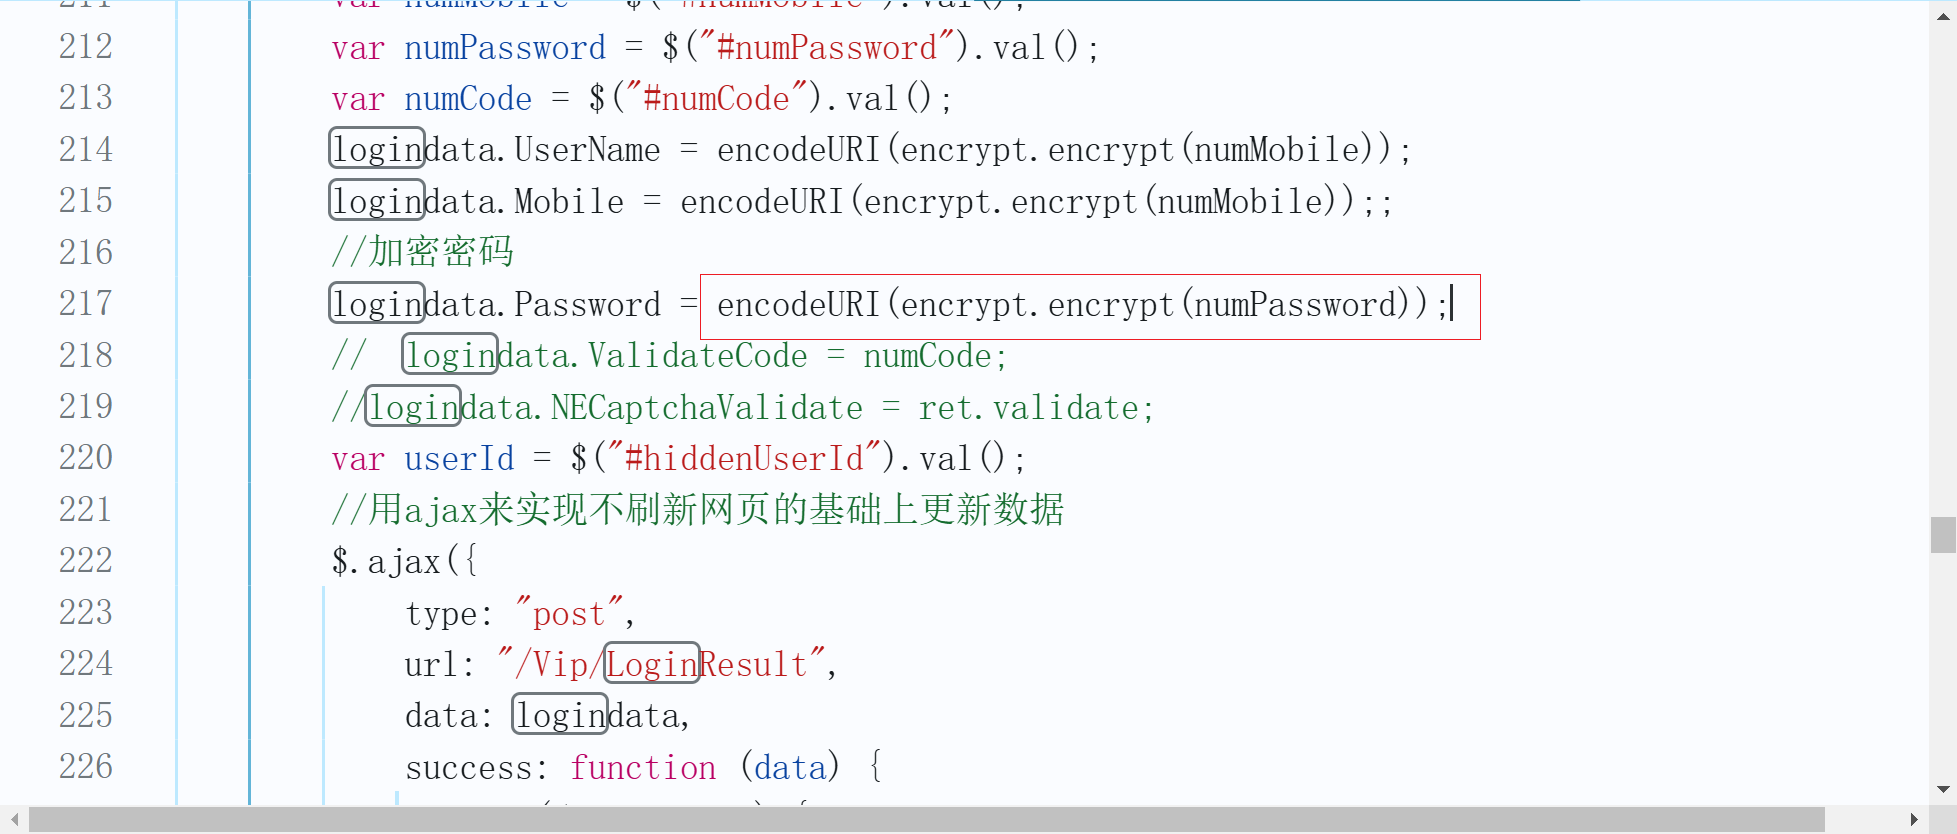 211 var numMobile = $("#numMobile").val();
212 var numPassword = $("#numPassword").val();
213 var numCode = $("#numCode").val();
214 logindata.UserName = encodeURI(encrypt.encrypt(numMobile));
215 logindata.Mobile = encodeURI(encrypt.encrypt(numMobile));;
216 //加密密码
217 logindata.Password = encodeURI(encrypt.encrypt(numPassword));
218 //  logindata.ValidateCode = numCode;
219 //logindata.NECaptchaValidate = ret.validate;
220 var userId = $("#hiddenUserId").val();
221 //用ajax来实现不刷新网页的基础上更新数据
222 $.ajax({
223 type: "post",
224 url: "/Vip/LoginResult",
225 data: logindata,
226 success: function (data) {